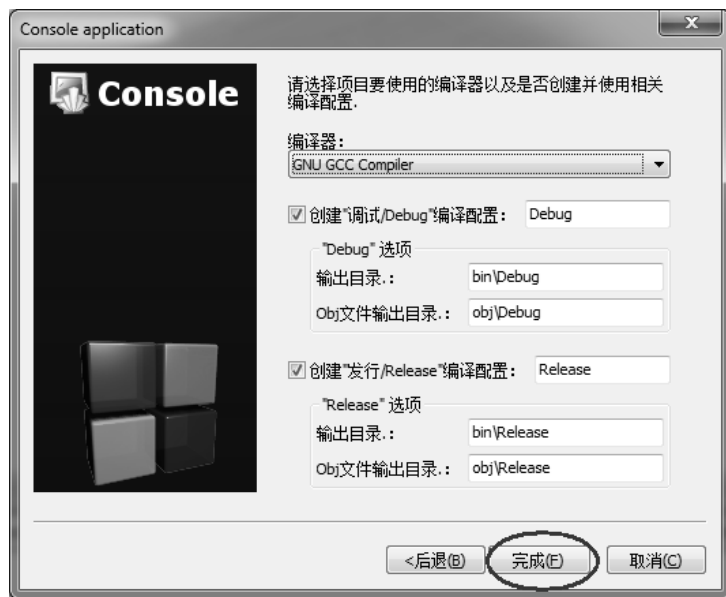 Console application
Console
请选择项目要使用的编译器以及是否创建并使用相关
编译配置.
编译器：
GNU GCC Compiler
创建"调试/Debug"编译配置： Debug
"Debug" 选项
输出目录.： bin\Debug
Obj文件输出目录.： obj\Debug
创建"发行/Release"编译配置： Release
"Release" 选项
输出目录.： bin\Release
Obj文件输出目录.： obj\Release
<后退(B) 完成(F) 取消(C)